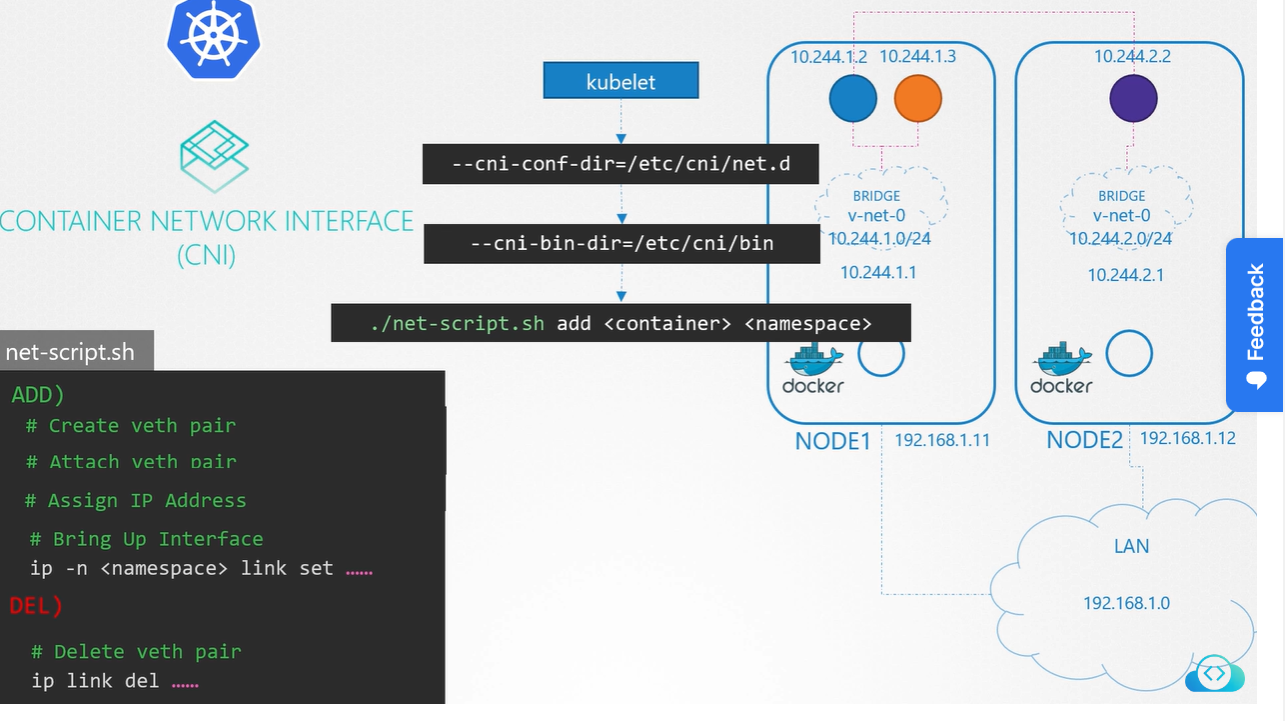 CONTAINER NETWORK INTERFACE
(CNI)
kubelet
--cni-conf-dir=/etc/cni/net.d
--cni-bin-dir=/etc/cni/bin
./net-script.sh add <container> <namespace>
net-script.sh
ADD)
# Create veth pair
# Attach veth pair
# Assign IP Address
# Bring Up Interface
ip -n <namespace> link set ……
DEL)
# Delete veth pair
ip link del ……
10.244.1.2
10.244.1.3
BRIDGE
v-net-0
10.244.1.0/24
10.244.1.1
docker
NODE1
192.168.1.11
10.244.2.2
BRIDGE
v-net-0
10.244.2.0/24
10.244.2.1
docker
NODE2
192.168.1.12
LAN
192.168.1.0
Feedback